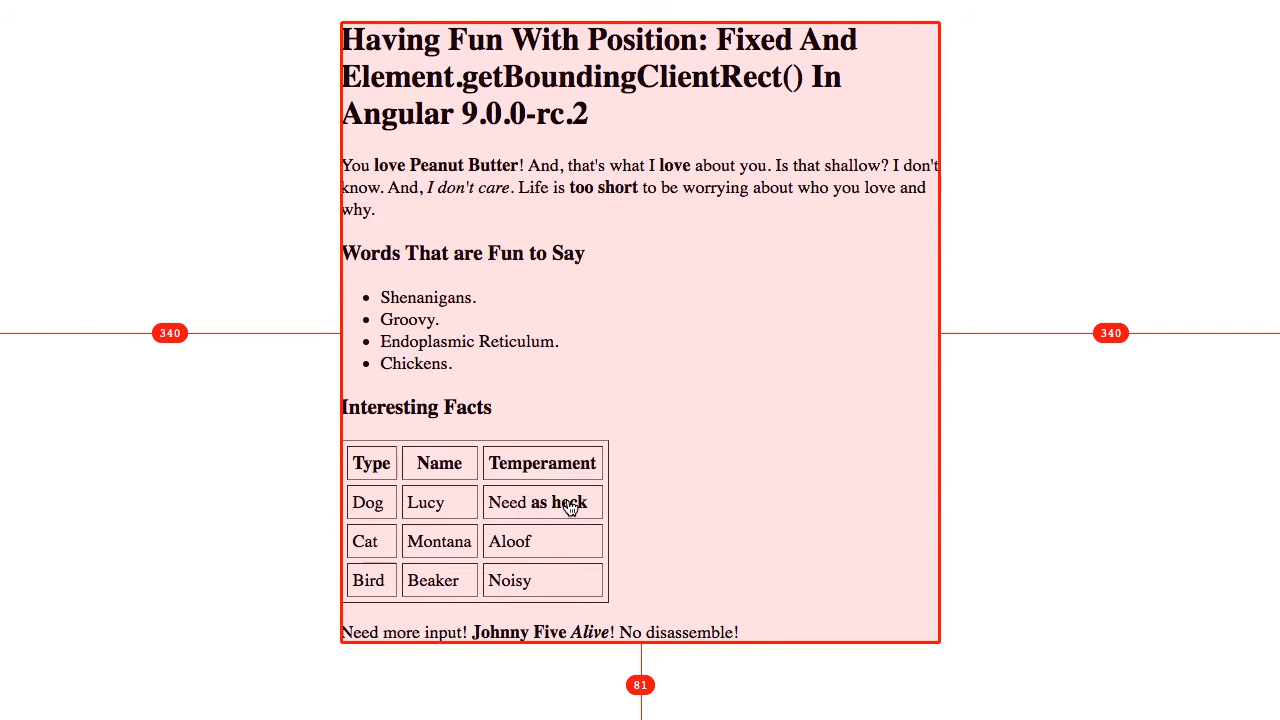 Having Fun With Position: Fixed And
Element.getBoundingClientRect() In
Angular 9.0.0-rc.2
You love Peanut Butter! And, that's what I love about you. Is that shallow? I don't
know. And, I don't care. Life is too short to be worrying about who you love and
why.
Words That are Fun to Say
Shenanigans.
340
340
Groovy.
Endoplasmic Reticulum.
Chickens.
Interesting Facts
Type Name Temperament
Dog Lucy Need as heck
Cat Montana Aloof
Bird Beaker Noisy
Need more input! Johnny Five Alive! No disassemble!
81